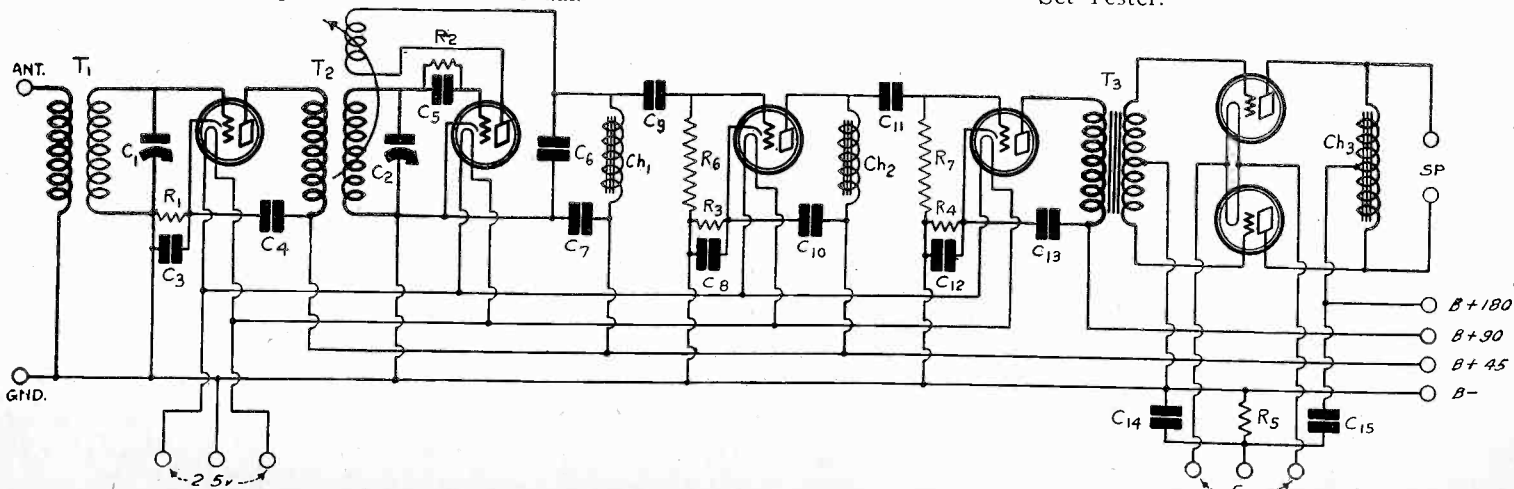 Set Tester.
ANT.
T1
C1
R1
C3
C4
T2
R2
C5
C2
C6
C7
Ch1
C9
R6
R3
C8
C10
Ch2
C11
R7
R4
C12
C13
T3
Ch3
SP
B+180
B+90
B+45
B-
GND.
C14
R5
C15
2 5v